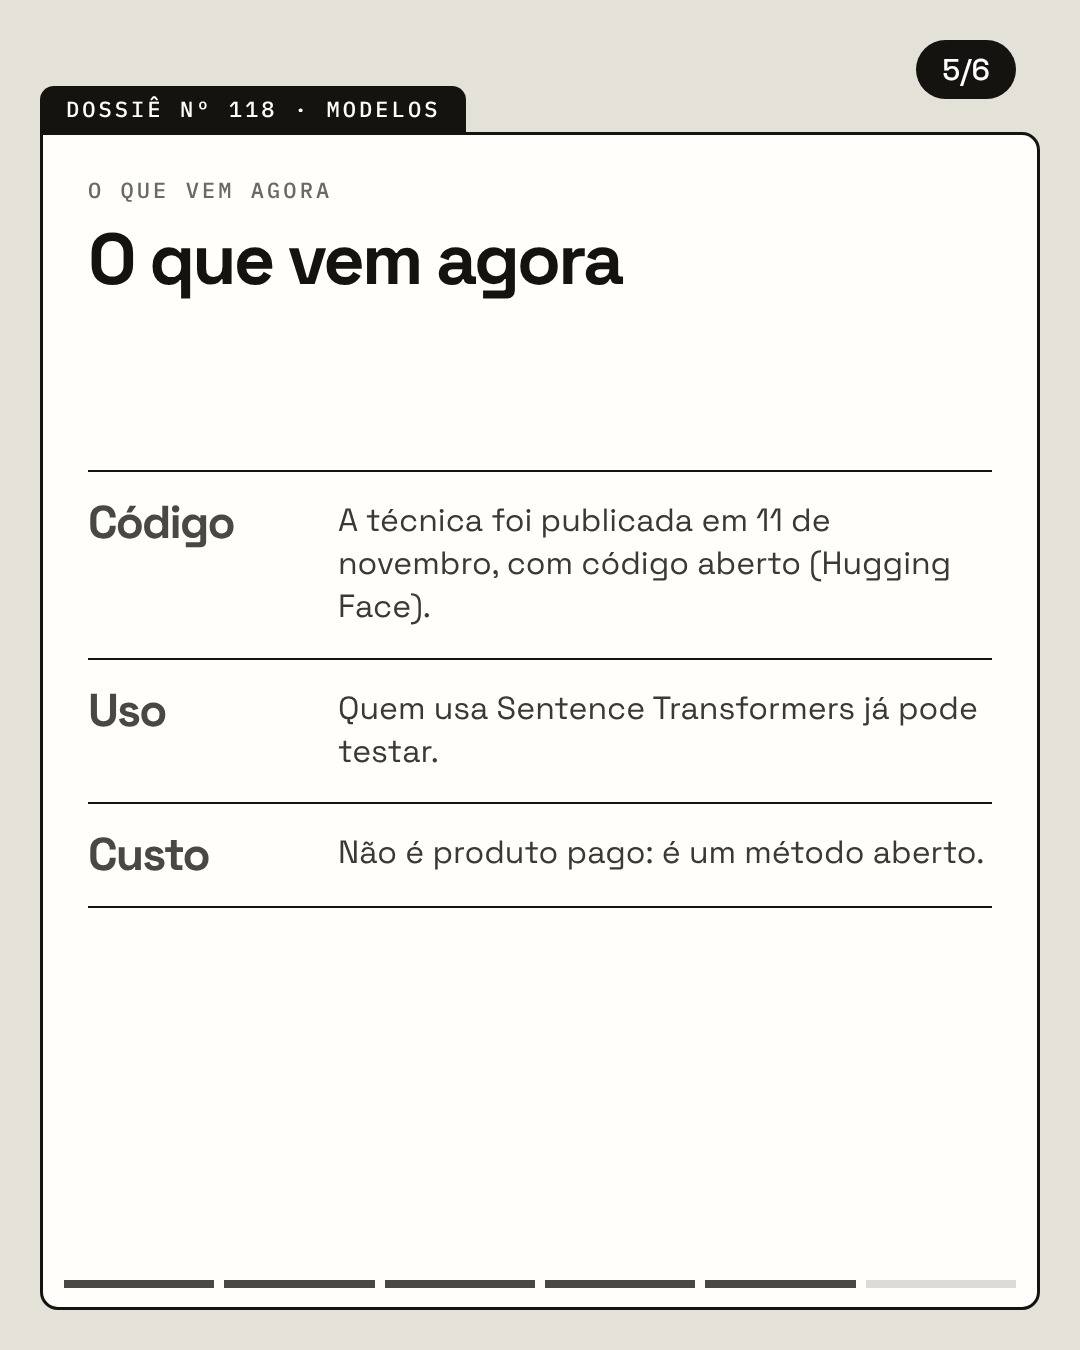 5/6
DOSSIÊ Nº 118 · MODELOS
O QUE VEM AGORA
O que vem agora
Código
A técnica foi publicada em 11 de
novembro, com código aberto (Hugging
Face).
Uso
Quem usa Sentence Transformers já pode
testar.
Custo
Não é produto pago: é um método aberto.